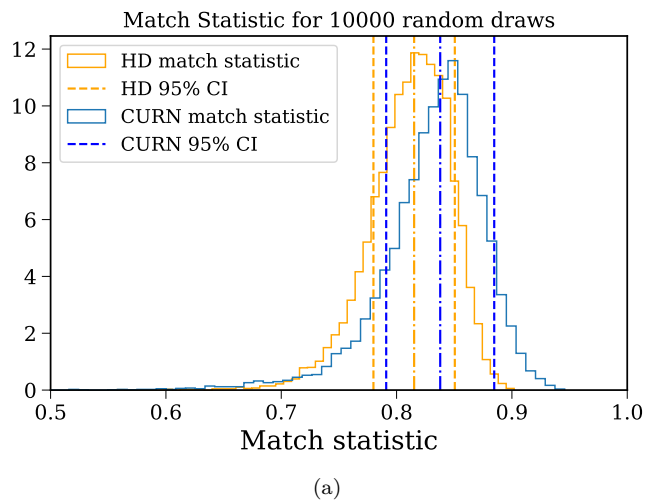 Match Statistic for 10000 random draws
HD match statistic
HD 95% CI
CURN match statistic
CURN 95% CI
12
10
8
6
4
2
0
0.5 0.6 0.7 0.8 0.9 1.0
Match statistic
(a)